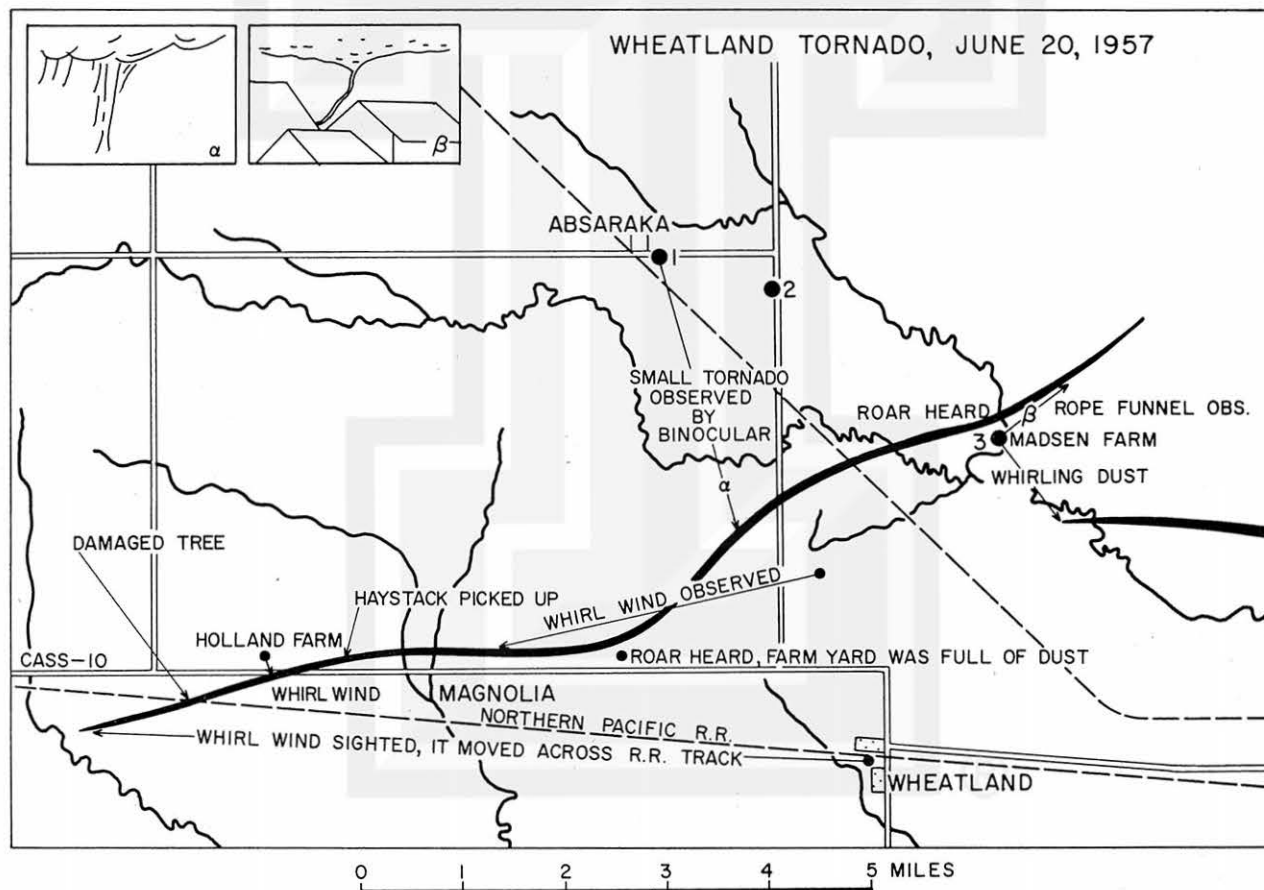 WHEATLAND TORNADO, JUNE 20, 1957
α
β
ABSARAKA
1
2
SMALL TORNADO
OBSERVED
BY
BINOCULAR
α
ROAR HEARD
β
ROPE FUNNEL OBS.
3
MADSEN FARM
WHIRLING DUST
DAMAGED TREE
HAYSTACK PICKED UP
WHIRL WIND OBSERVED
HOLLAND FARM
CASS-10
ROAR HEARD, FARM YARD WAS FULL OF DUST
WHIRL WIND
MAGNOLIA
NORTHERN PACIFIC R.R.
WHIRL WIND SIGHTED, IT MOVED ACROSS R.R. TRACK
WHEATLAND
0 1 2 3 4 5 MILES